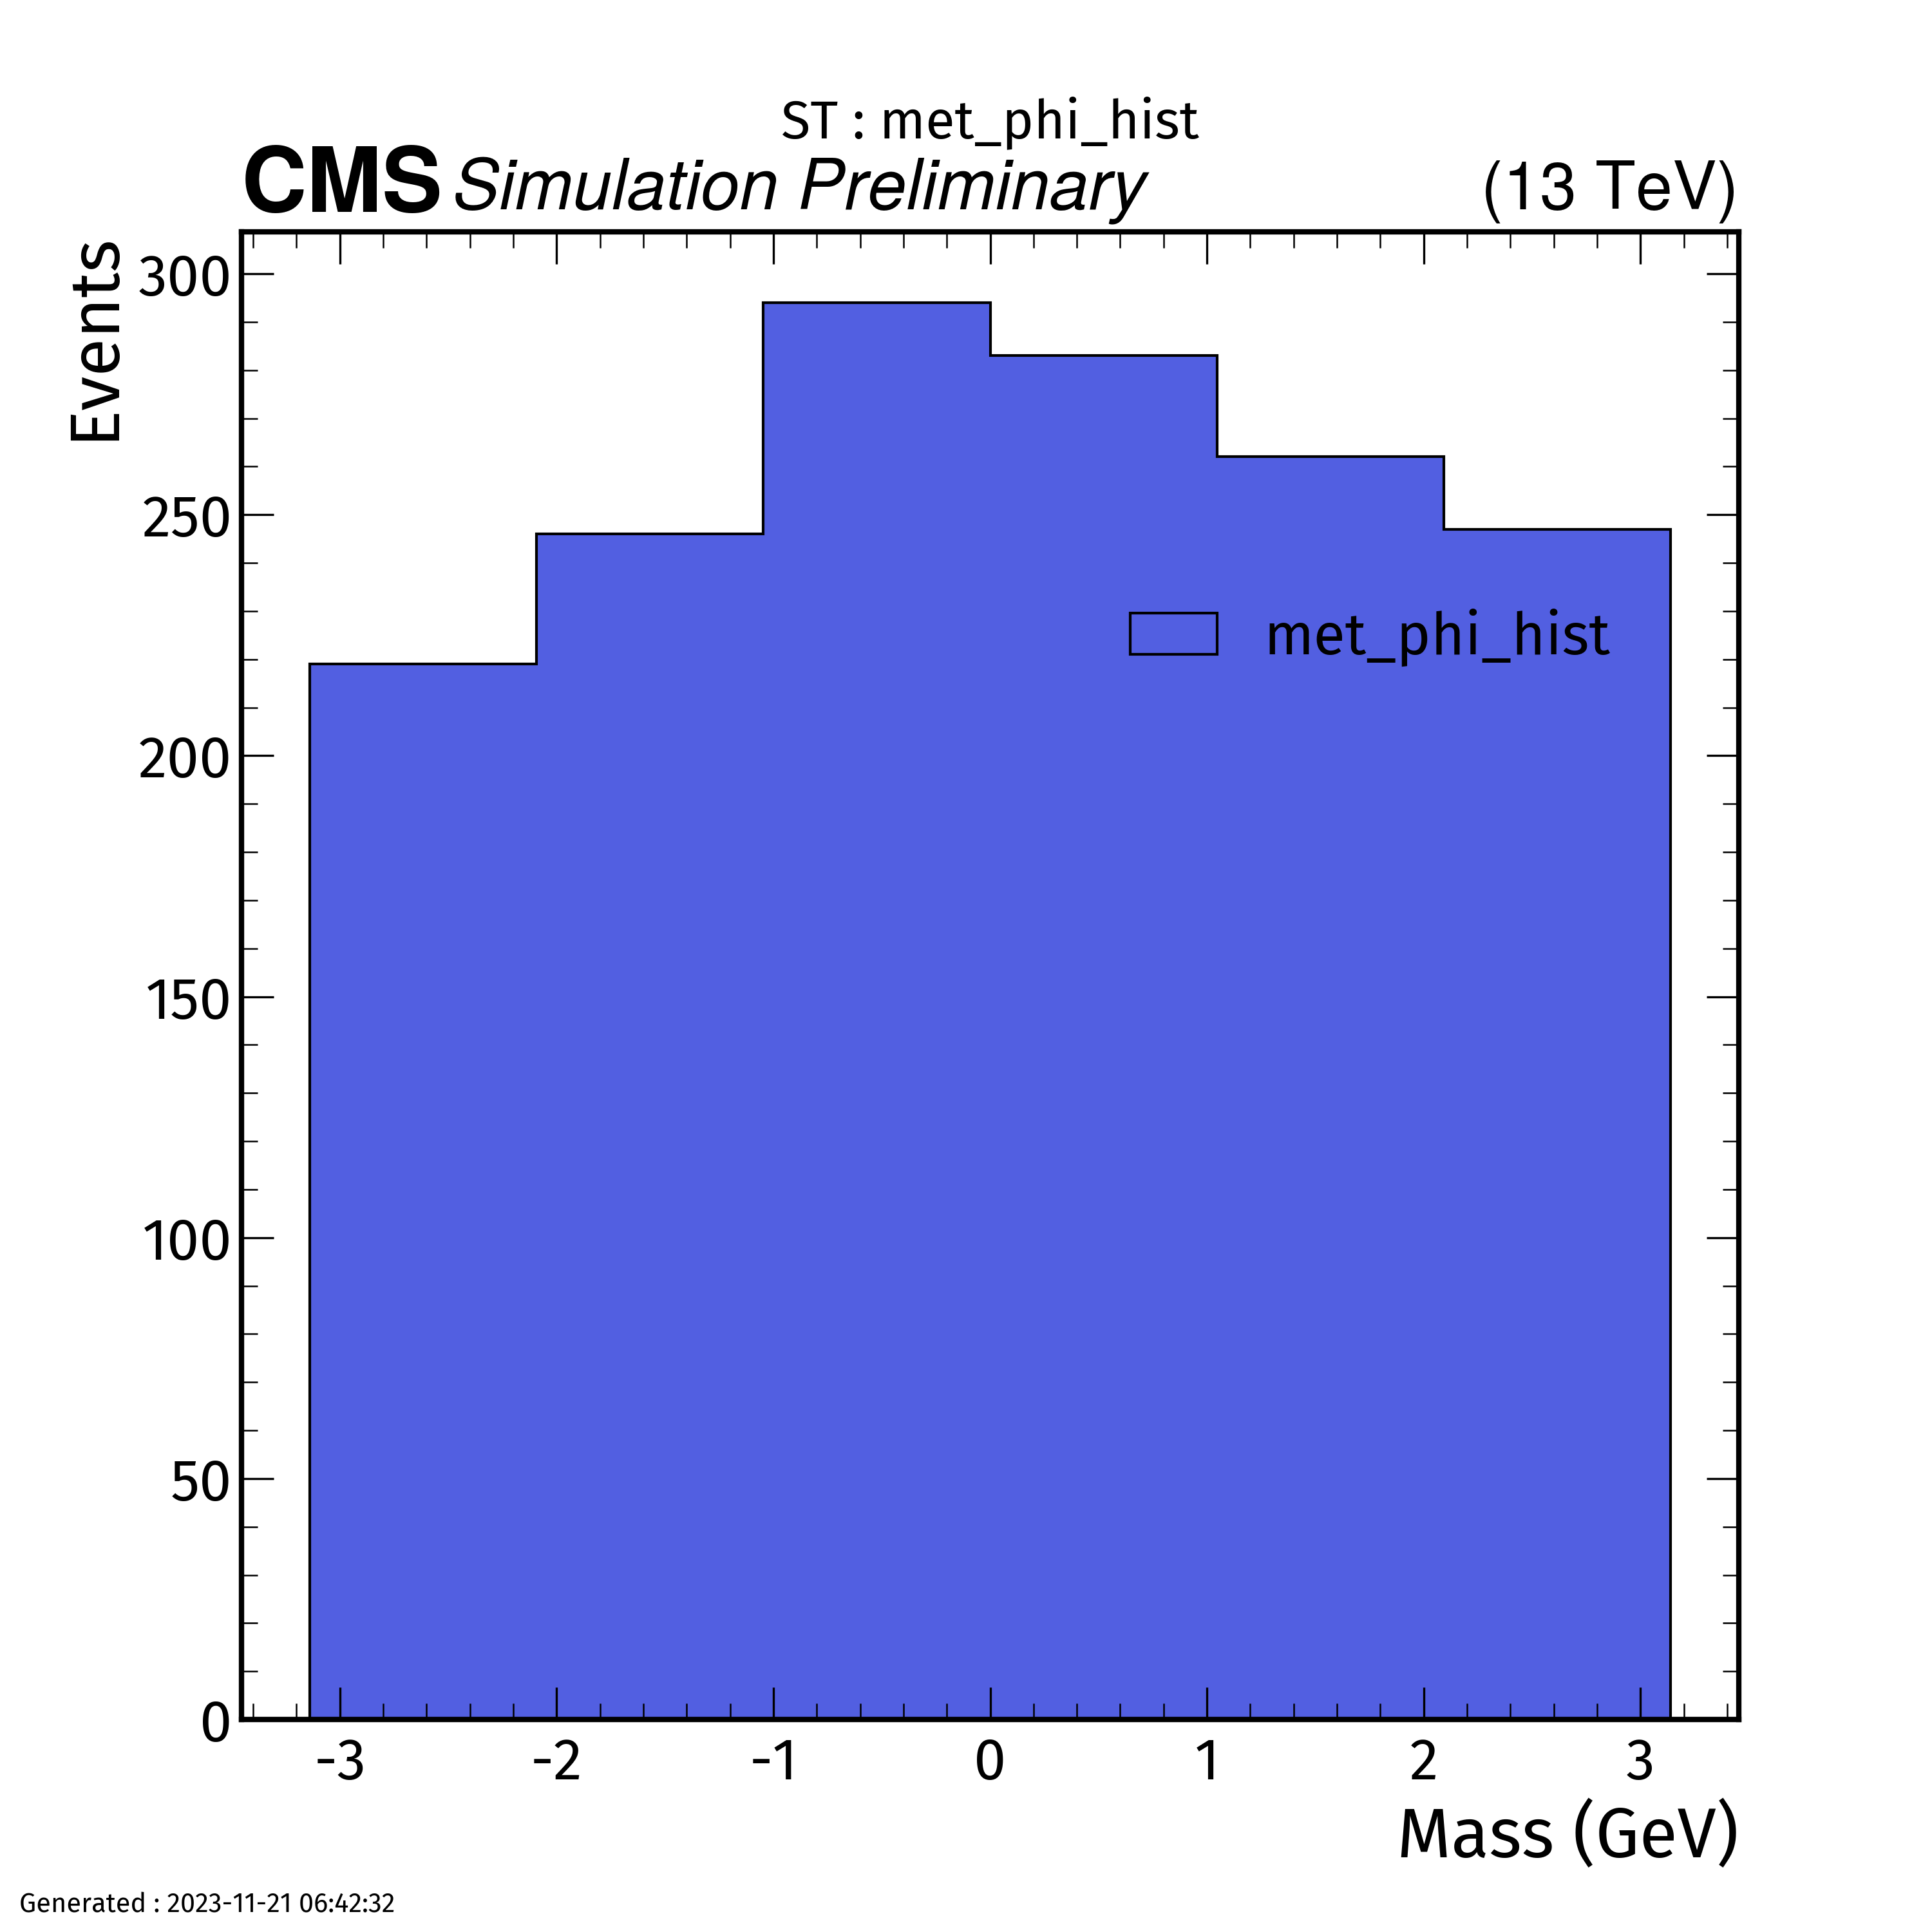 ST : met_phi_hist
CMS Simulation Preliminary (13 TeV)
Events
300
250
met_phi_hist
200
150
100
50
0
-3 -2 -1 0 1 2 3
Mass (GeV)
Generated : 2023-11-21 06:42:32